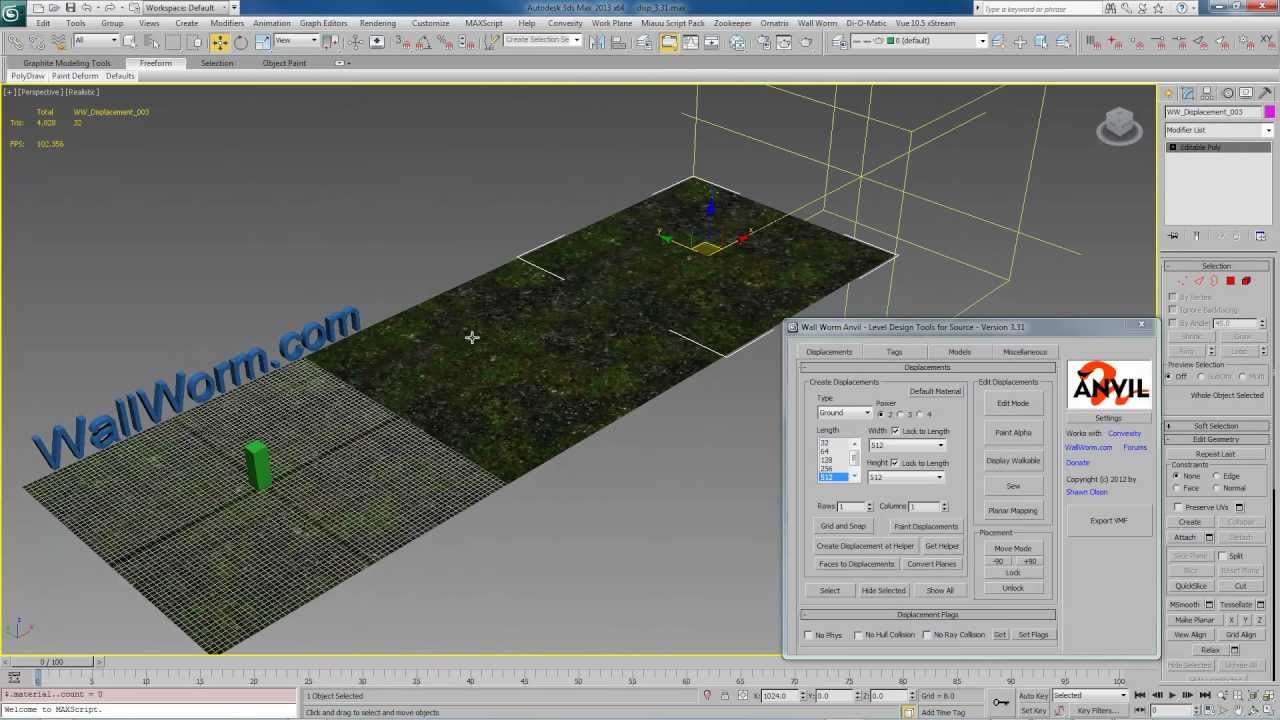 Workspace: Default
Autodesk 3ds Max 2013 x64
disp_3.31.max
Type a keyword or phrase
Edit Tools Group Views Create Modifiers Animation Graph Editors Rendering Customize MAXScript Help Convexity Work Plane Miauu Script Pack Zookeeper Ornatrix Wall Worm Di-O-Matic Vue 10.5 xStream
All
View
Create Selection Se
0 (default)
Graphite Modeling Tools Freeform Selection Object Paint
PolyDraw Paint Deform Defaults
[+] [Perspective] [Realistic]
Total WW_Displacement_003
Tris: 4,028 32
FPS: 102.356
WallWorm.com
x
y
Wall Worm Anvil - Level Design Tools for Source - Version 3.31
Displacements Tags Models Miscellaneous
- Displacements
Create Displacements
Default Material
Type
Ground
Power
2 3 4
Length
32
64
128
256
512
Width Lock to Length
512
Height Lock to Length
512
Rows 1 Columns 1
Grid and Snap Paint Displacements
Create Displacement at Helper Get Helper
Faces to Displacements Convert Planes
Select Hide Selected Show All
Edit Displacements
Edit Mode
Paint Alpha
Display Walkable
Sew
Planar Mapping
Placement
Move Mode
-90 +90
Lock
Unlock
- Displacement Flags
No Phys No Hull Collision No Ray Collision Get Set Flags
ANVIL
Settings
Works with Convexity
WallWorm.com Forums
Donate
Copyright (c) 2012 by
Shawn Olson
Export VMF
WW_Displacement_003
Modifier List
Editable Poly
- Selection
By Vertex
Ignore Backfacing
By Angle: 45.0
Shrink Grow
Ring Loop
Preview Selection
Off SubObj Multi
Whole Object Selected
+ Soft Selection
- Edit Geometry
Repeat Last
Constraints
None Edge
Face Normal
Preserve UVs
Create Collapse
Attach Detach
Slice Plane Split
Slice Reset Plane
QuickSlice Cut
MSmooth Tessellate
Make Planar X Y Z
View Align Grid Align
Relax
Hide Selected Unhide All
0 / 100
0 5 10 15 20 25 30 35 40 45 50 55 60 65 70 75 80 85 90 95 100
$.material..count = 0
Welcome to MAXScript.
1 Object Selected
Click and drag to select and move objects
X: 1024.0 Y: 0.0 Z: 0.0 Grid = 8.0
Add Time Tag
Auto Key Selected
Set Key Key Filters...
0